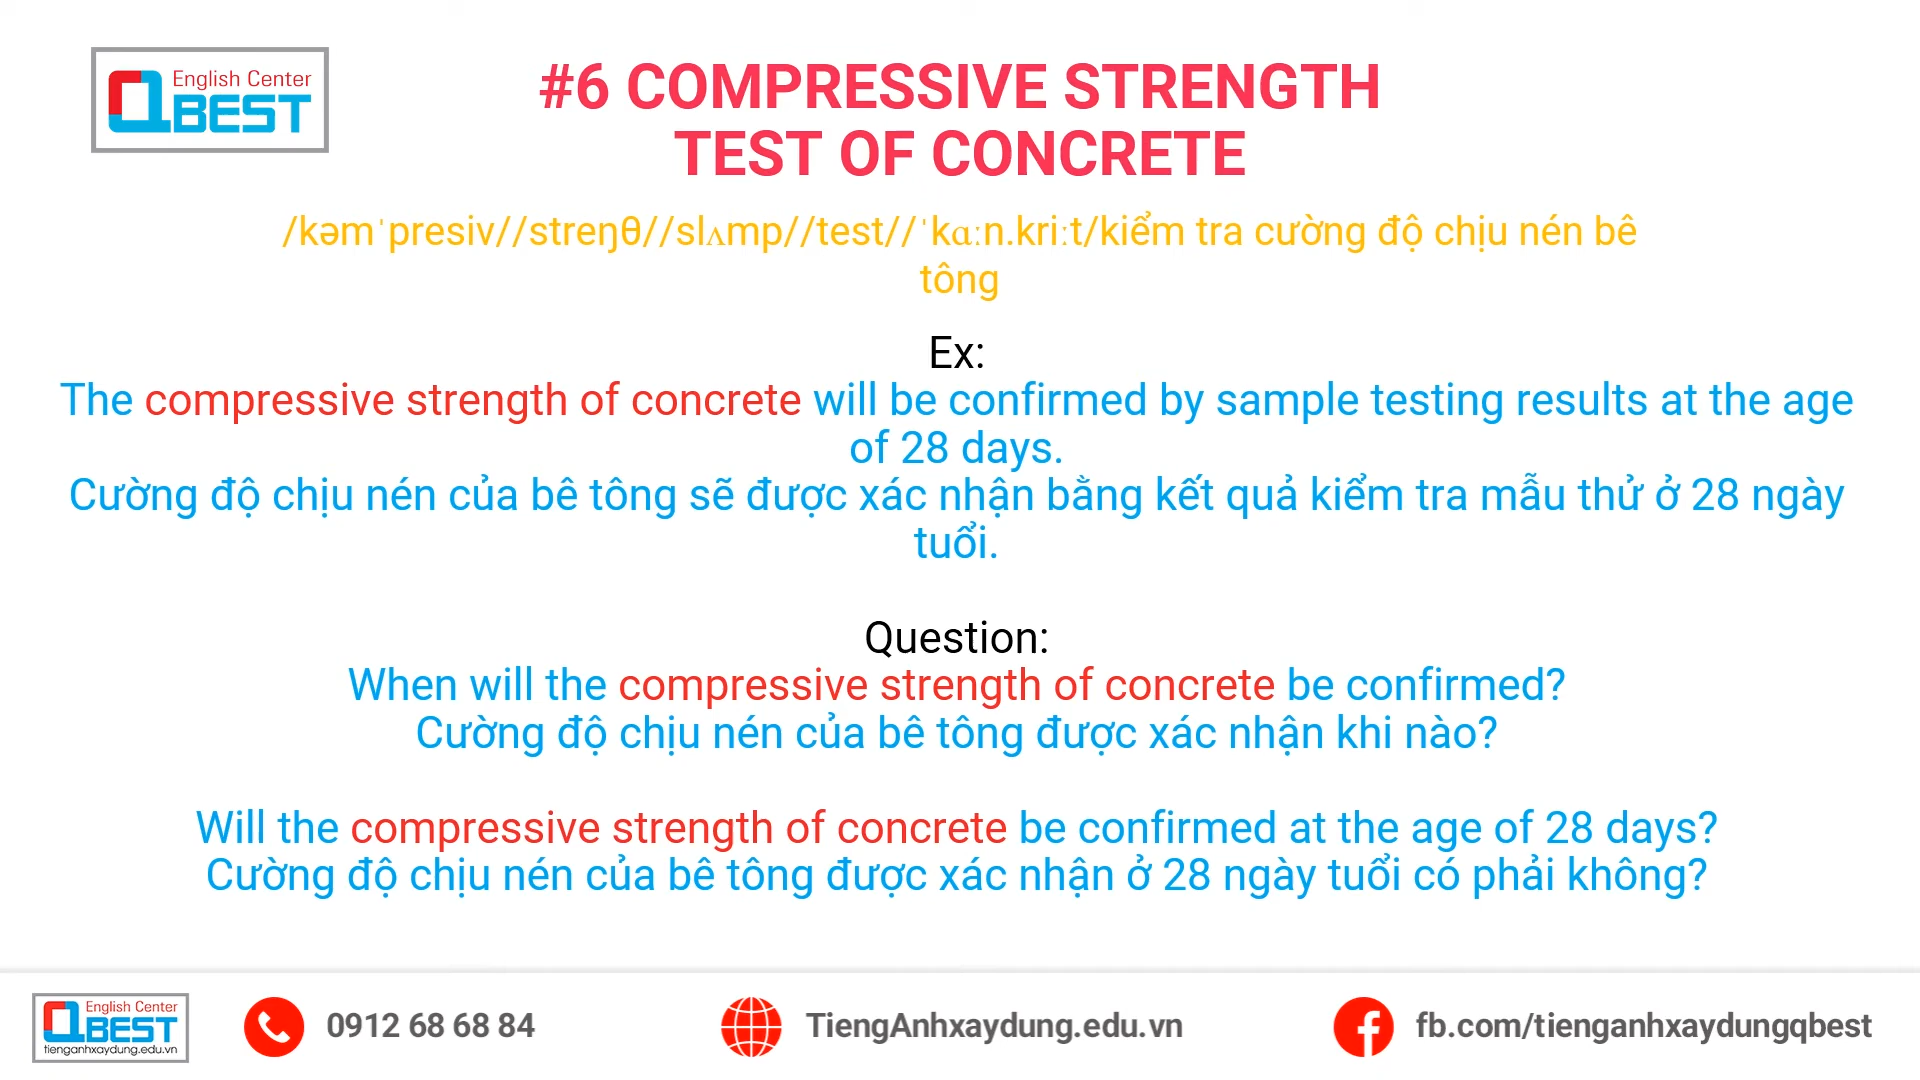 English Center
QBEST
#6 COMPRESSIVE STRENGTH
TEST OF CONCRETE
/kəmˈpresiv//streŋθ//slʌmp//test//ˈkɑːn.kriːt/kiểm tra cường độ chịu nén bê
tông
Ex:
The compressive strength of concrete will be confirmed by sample testing results at the age
of 28 days.
Cường độ chịu nén của bê tông sẽ được xác nhận bằng kết quả kiểm tra mẫu thử ở 28 ngày
tuổi.
Question:
When will the compressive strength of concrete be confirmed?
Cường độ chịu nén của bê tông được xác nhận khi nào?
Will the compressive strength of concrete be confirmed at the age of 28 days?
Cường độ chịu nén của bê tông được xác nhận ở 28 ngày tuổi có phải không?
English Center
QBEST
tienganhxaydung.edu.vn
0912 68 68 84
TiengAnhxaydung.edu.vn
fb.com/tienganhxaydungqbest